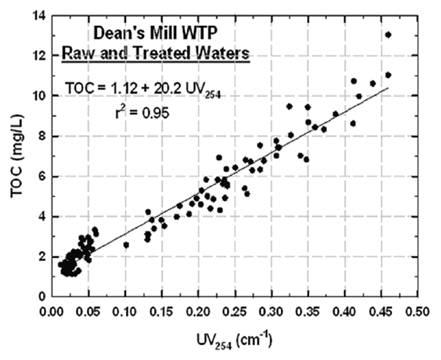 Dean's Mill WTP
Raw and Treated Waters
TOC = 1.12 + 20.2 UV254
r² = 0.95
TOC (mg/L)
14
12
10
8
6
4
2
0
0.00 0.05 0.10 0.15 0.20 0.25 0.30 0.35 0.40 0.45 0.50
UV254 (cm⁻¹)